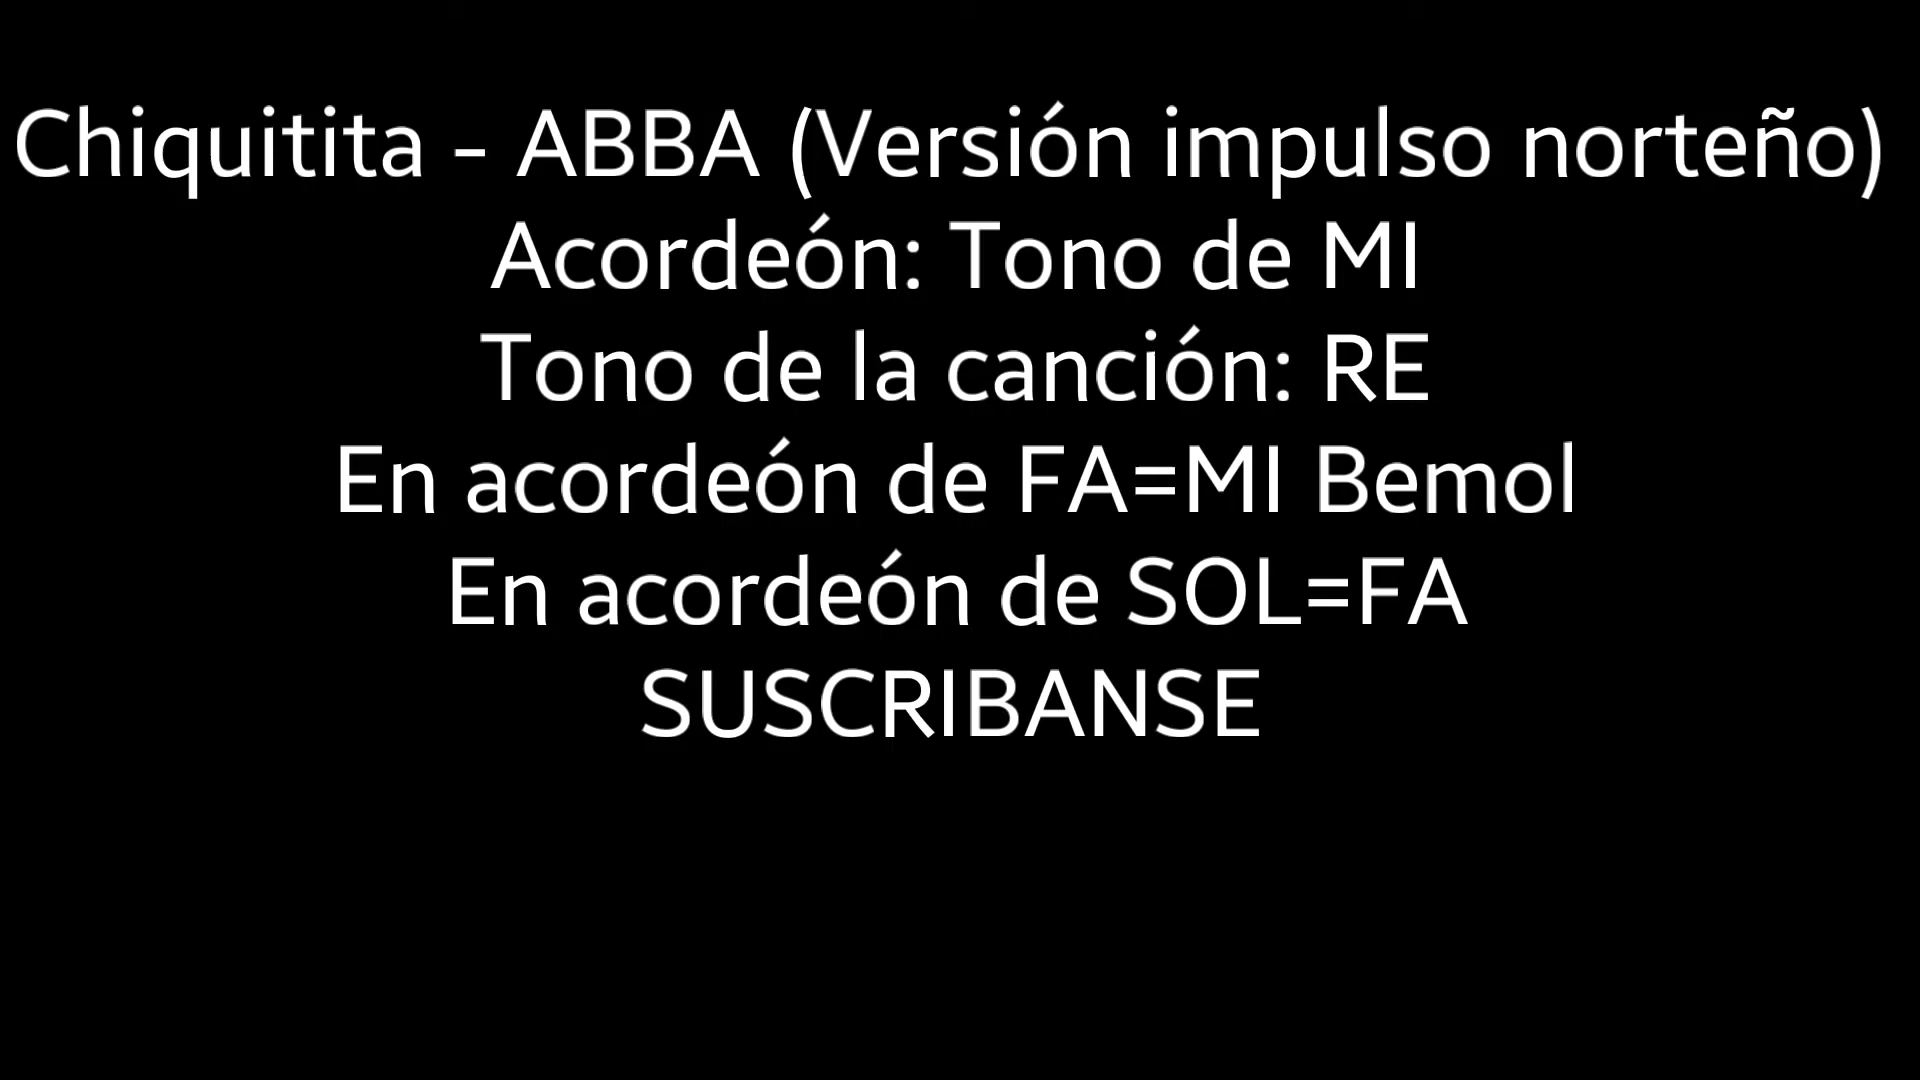 Chiquitita - ABBA (Versión impulso norteño)
Acordeón: Tono de MI
Tono de la canción: RE
En acordeón de FA=MI Bemol
En acordeón de SOL=FA
SUSCRIBANSE